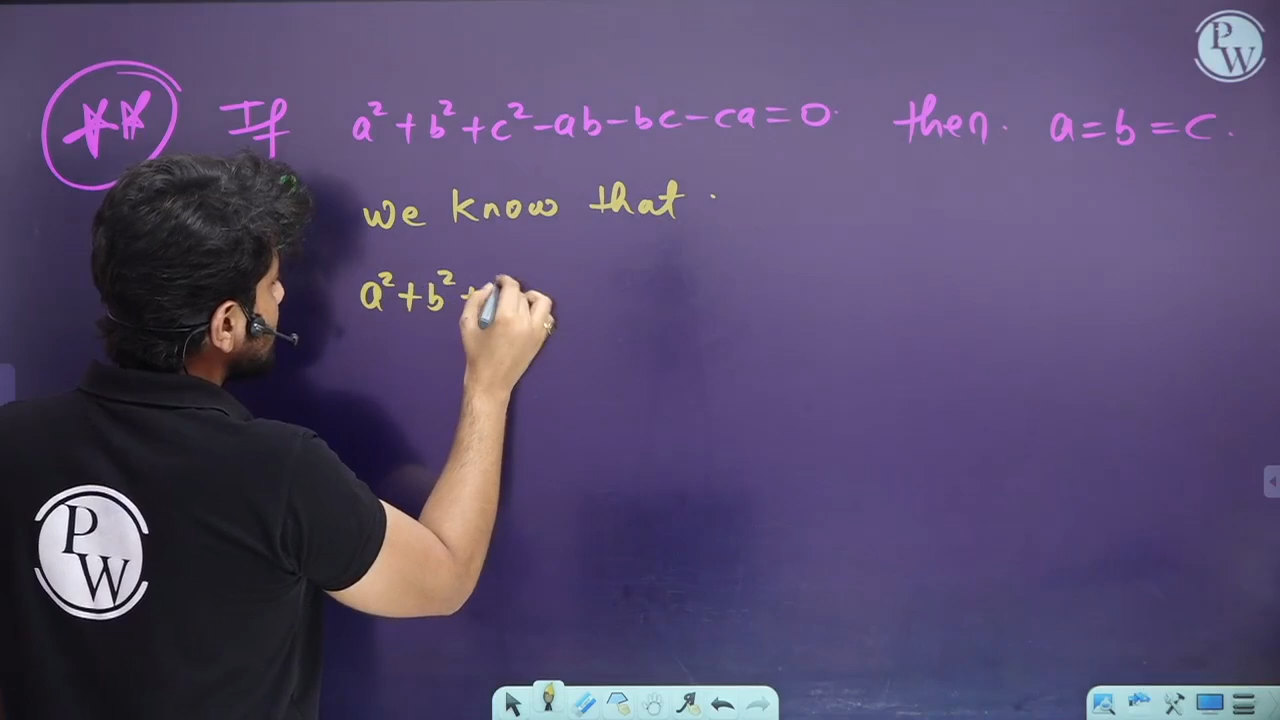 PW
** If a²+b²+c²-ab-bc-ca=0. then. a=b=c.
we know that.
a²+b²+
PW